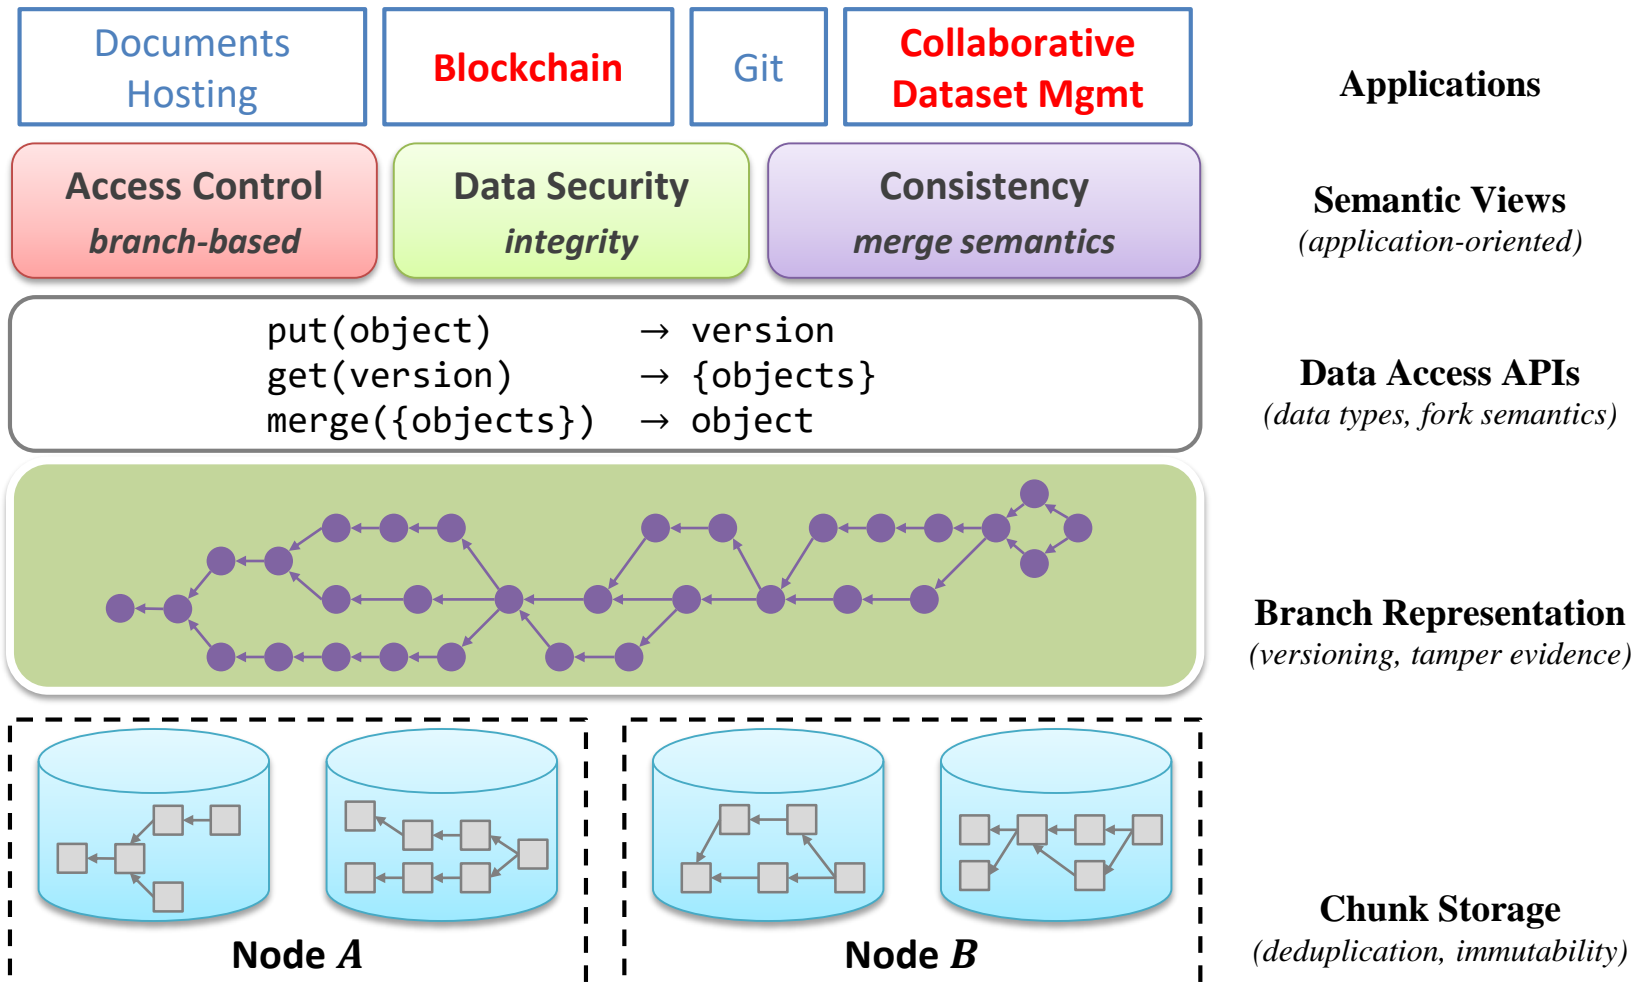 Documents
Hosting
Blockchain
Git
Collaborative
Dataset Mgmt
Applications
Access Control
branch-based
Data Security
integrity
Consistency
merge semantics
Semantic Views
(application-oriented)
put(object) → version
get(version) → {objects}
merge({objects}) → object
Data Access APIs
(data types, fork semantics)
Branch Representation
(versioning, tamper evidence)
Node A
Node B
Chunk Storage
(deduplication, immutability)